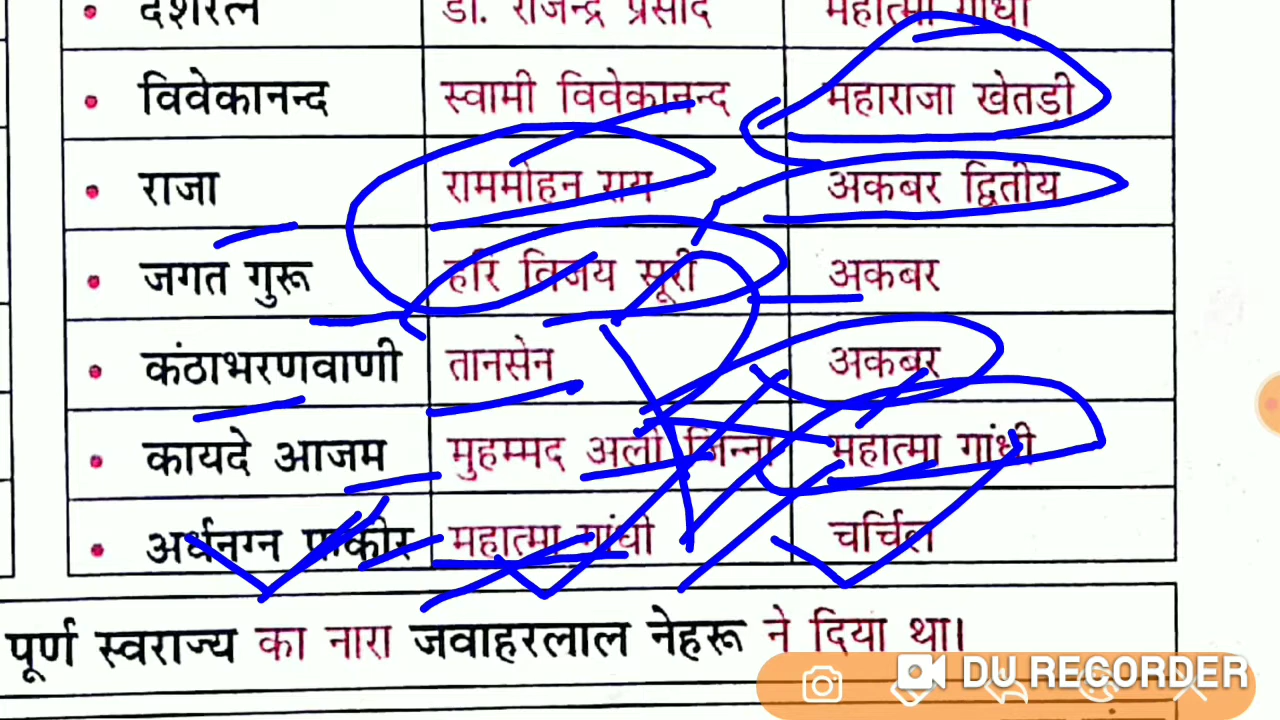 देशरत्न डॉ. राजेन्द्र प्रसाद महात्मा गांधी
विवेकानन्द स्वामी विवेकानन्द महाराजा खेतड़ी
राजा राममोहन राय अकबर द्वितीय
जगत गुरू हरि विजय सूरी अकबर
कंठाभरणवाणी तानसेन अकबर
कायदे आजम मुहम्मद अली जिन्ना महात्मा गांधी
अर्धनग्न फकीर महात्मा गांधी चर्चिल
पूर्ण स्वराज्य का नारा जवाहरलाल नेहरू ने दिया था।
DU RECORDER